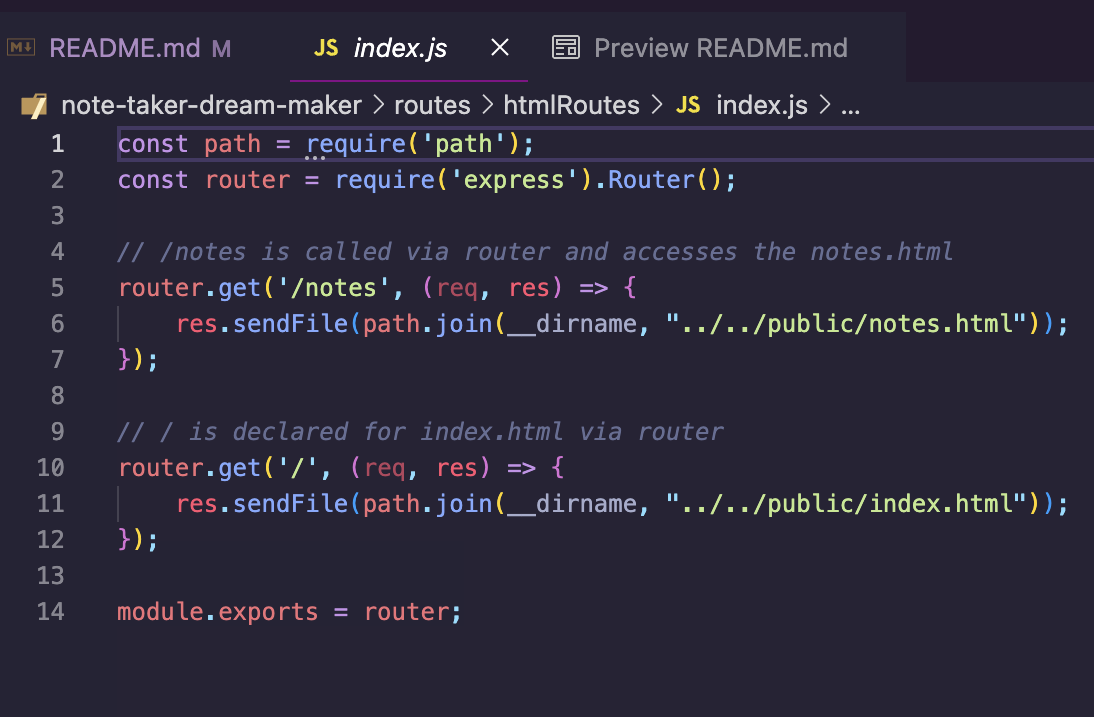 README.md M JS index.js Preview README.md
note-taker-dream-maker > routes > htmlRoutes > JS index.js > ...
1 const path = require('path');
2 const router = require('express').Router();
3
4 // /notes is called via router and accesses the notes.html
5 router.get('/notes', (req, res) => {
6     res.sendFile(path.join(__dirname, "../../public/notes.html"));
7 });
8
9 // / is declared for index.html via router
10 router.get('/', (req, res) => {
11     res.sendFile(path.join(__dirname, "../../public/index.html"));
12 });
13
14 module.exports = router;